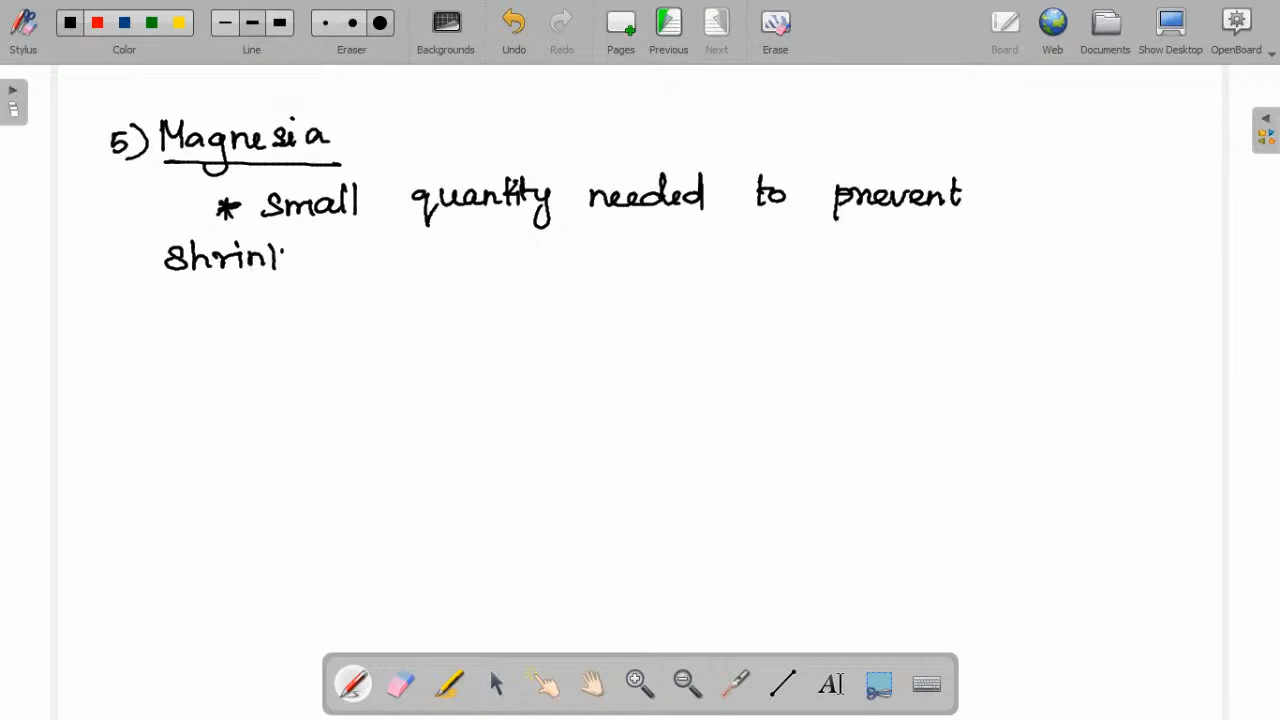 Stylus
Color
Line
Eraser
Backgrounds
Undo
Redo
Pages
Previous
Next
Erase
Board
Web
Documents
Show Desktop
OpenBoard
5) Magnesia
* small quantity needed to prevent